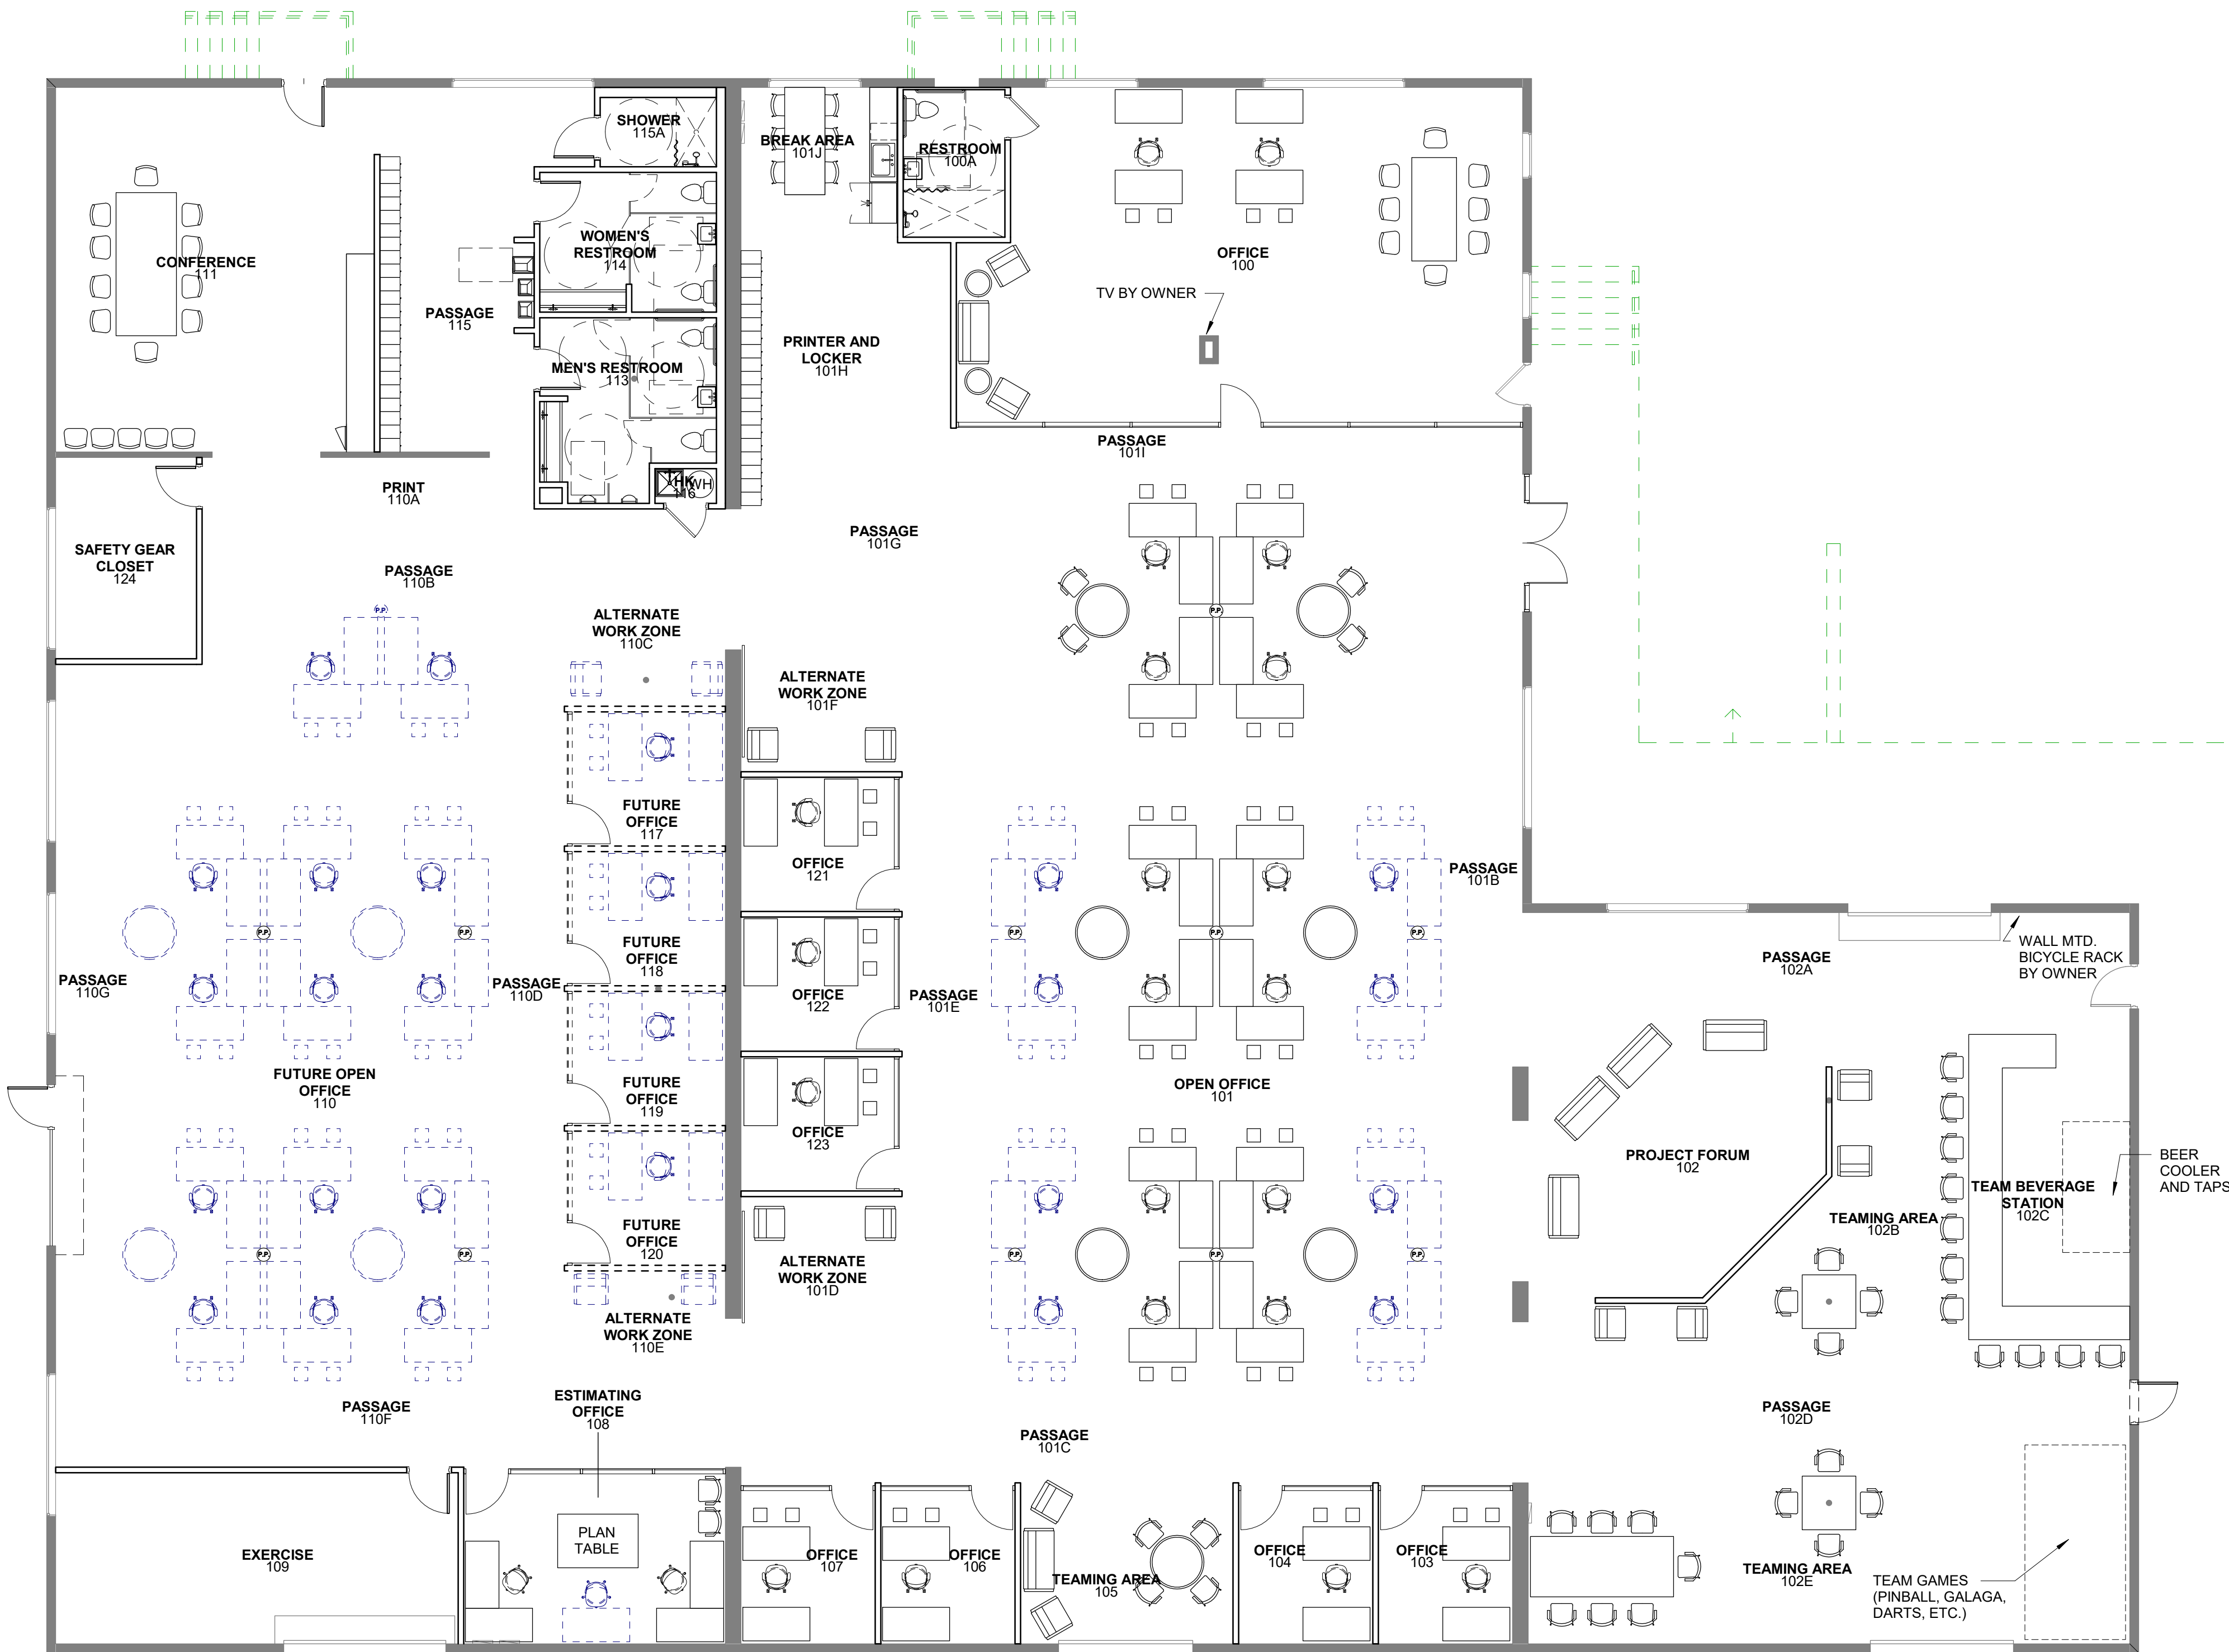 SHOWER
115A
BREAK AREA
101J
RESTROOM
100A
CONFERENCE
111
WOMEN'S
RESTROOM
114
OFFICE
100
TV BY OWNER
PASSAGE
115
PRINTER AND
LOCKER
101H
MEN'S RESTROOM
113
PASSAGE
101I
PRINT
110A
HK
116
WH
PASSAGE
101G
SAFETY GEAR
CLOSET
124
PASSAGE
110B
P.P.
ALTERNATE
WORK ZONE
110C
P.P.
ALTERNATE
WORK ZONE
101F
FUTURE
OFFICE
117
OFFICE
121
PASSAGE
101B
P.P.
P.P.
P.P.
P.P.
P.P.
FUTURE
OFFICE
118
WALL MTD.
BICYCLE RACK
BY OWNER
PASSAGE
102A
PASSAGE
110G
PASSAGE
110D
OFFICE
122
PASSAGE
101E
FUTURE OPEN
OFFICE
110
FUTURE
OFFICE
119
OPEN OFFICE
101
OFFICE
123
PROJECT FORUM
102
BEER
COOLER
AND TAPS
TEAM BEVERAGE
STATION
102C
TEAMING AREA
102B
FUTURE
OFFICE
120
P.P.
P.P.
P.P.
P.P.
P.P.
ALTERNATE
WORK ZONE
101D
ALTERNATE
WORK ZONE
110E
PASSAGE
110F
ESTIMATING
OFFICE
108
PASSAGE
102D
PASSAGE
101C
PLAN
TABLE
EXERCISE
109
OFFICE
107
OFFICE
106
TEAMING AREA
105
OFFICE
104
OFFICE
103
TEAMING AREA
102E
TEAM GAMES
(PINBALL, GALAGA,
DARTS, ETC.)